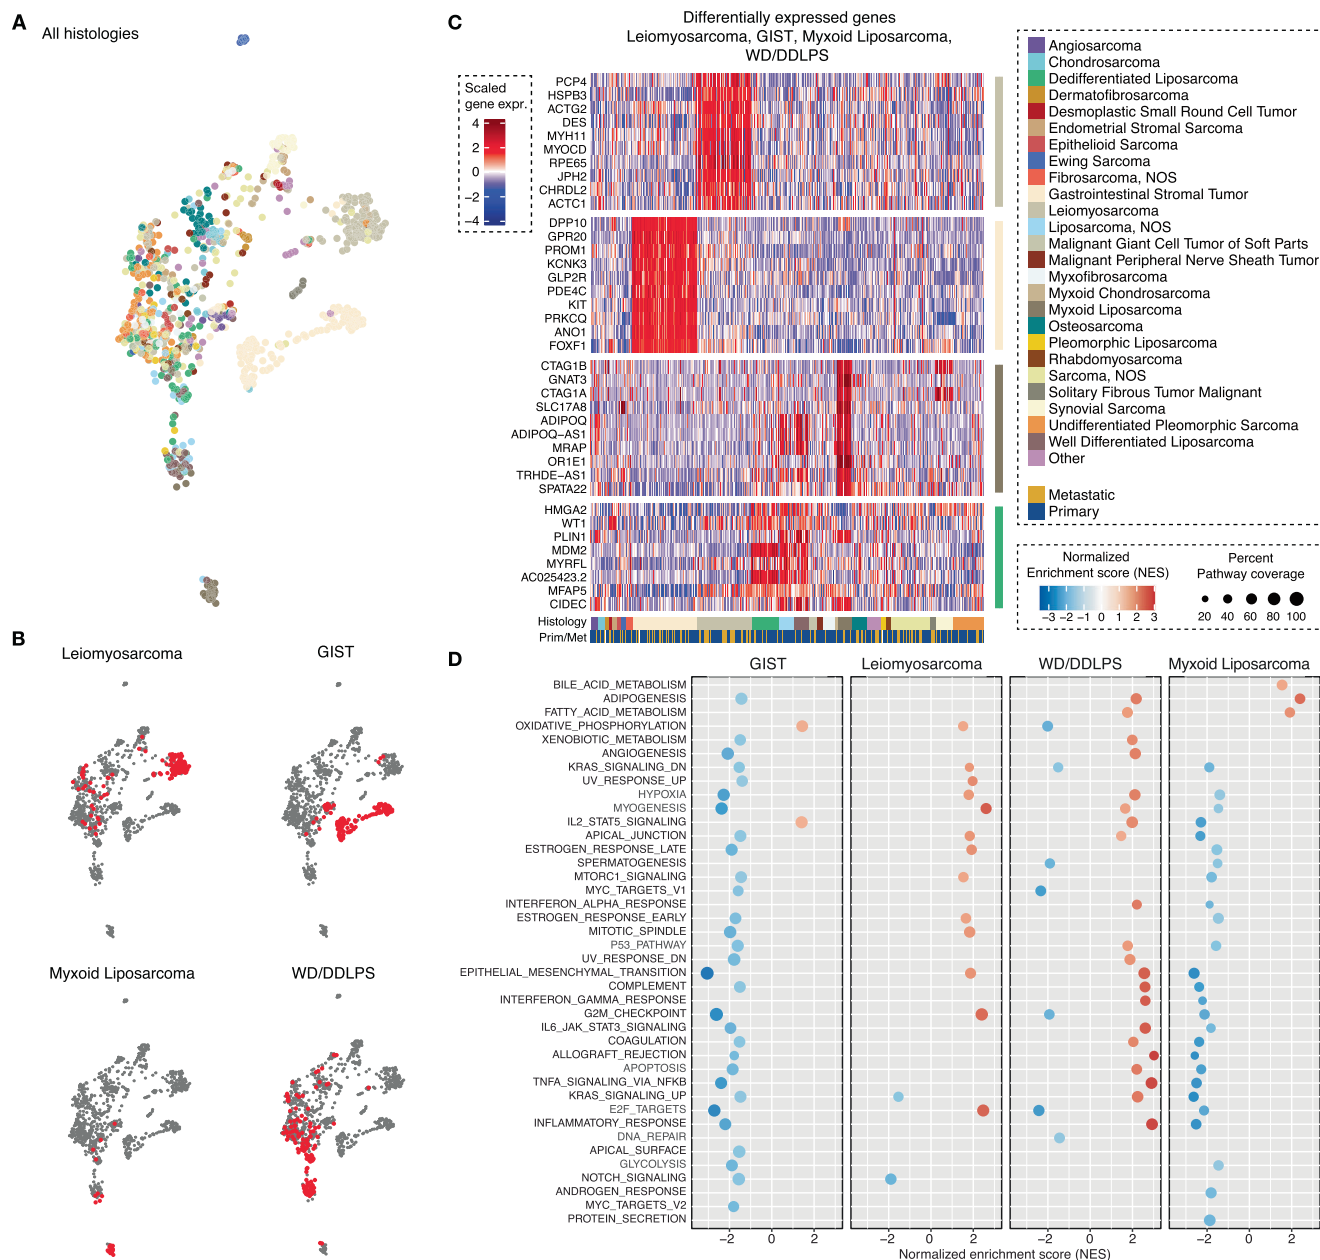 A
All histologies
B
Leiomyosarcoma
GIST
Myxoid Liposarcoma
WD/DDLPS
C
Differentially expressed genes
Leiomyosarcoma, GIST, Myxoid Liposarcoma,
WD/DDLPS
Scaled
gene expr.
4
2
0
−2
−4
PCP4
HSPB3
ACTG2
DES
MYH11
MYOCD
RPE65
JPH2
CHRDL2
ACTC1
DPP10
GPR20
PROM1
KCNK3
GLP2R
PDE4C
KIT
PRKCQ
ANO1
FOXF1
CTAG1B
GNAT3
CTAG1A
SLC17A8
ADIPOQ
ADIPOQ−AS1
MRAP
OR1E1
TRHDE−AS1
SPATA22
HMGA2
WT1
PLIN1
MDM2
MYRFL
AC025423.2
MFAP5
CIDEC
Histology
Prim/Met
Angiosarcoma
Chondrosarcoma
Dedifferentiated Liposarcoma
Dermatofibrosarcoma
Desmoplastic Small Round Cell Tumor
Endometrial Stromal Sarcoma
Epithelioid Sarcoma
Ewing Sarcoma
Fibrosarcoma, NOS
Gastrointestinal Stromal Tumor
Leiomyosarcoma
Liposarcoma, NOS
Malignant Giant Cell Tumor of Soft Parts
Malignant Peripheral Nerve Sheath Tumor
Myxofibrosarcoma
Myxoid Chondrosarcoma
Myxoid Liposarcoma
Osteosarcoma
Pleomorphic Liposarcoma
Rhabdomyosarcoma
Sarcoma, NOS
Solitary Fibrous Tumor Malignant
Synovial Sarcoma
Undifferentiated Pleomorphic Sarcoma
Well Differentiated Liposarcoma
Other
Metastatic
Primary
Normalized
Enrichment score (NES)
−3 −2 −1 0 1 2 3
Percent
Pathway coverage
20 40 60 80 100
D
GIST Leiomyosarcoma WD/DDLPS Myxoid Liposarcoma
BILE_ACID_METABOLISM
ADIPOGENESIS
FATTY_ACID_METABOLISM
OXIDATIVE_PHOSPHORYLATION
XENOBIOTIC_METABOLISM
ANGIOGENESIS
KRAS_SIGNALING_DN
UV_RESPONSE_UP
HYPOXIA
MYOGENESIS
IL2_STAT5_SIGNALING
APICAL_JUNCTION
ESTROGEN_RESPONSE_LATE
SPERMATOGENESIS
MTORC1_SIGNALING
MYC_TARGETS_V1
INTERFERON_ALPHA_RESPONSE
ESTROGEN_RESPONSE_EARLY
MITOTIC_SPINDLE
P53_PATHWAY
UV_RESPONSE_DN
EPITHELIAL_MESENCHYMAL_TRANSITION
COMPLEMENT
INTERFERON_GAMMA_RESPONSE
G2M_CHECKPOINT
IL6_JAK_STAT3_SIGNALING
COAGULATION
ALLOGRAFT_REJECTION
APOPTOSIS
TNFA_SIGNALING_VIA_NFKB
KRAS_SIGNALING_UP
E2F_TARGETS
INFLAMMATORY_RESPONSE
DNA_REPAIR
APICAL_SURFACE
GLYCOLYSIS
NOTCH_SIGNALING
ANDROGEN_RESPONSE
MYC_TARGETS_V2
PROTEIN_SECRETION
−2 0 2 −2 0 2 −2 0 2 −2 0 2
Normalized enrichment score (NES)